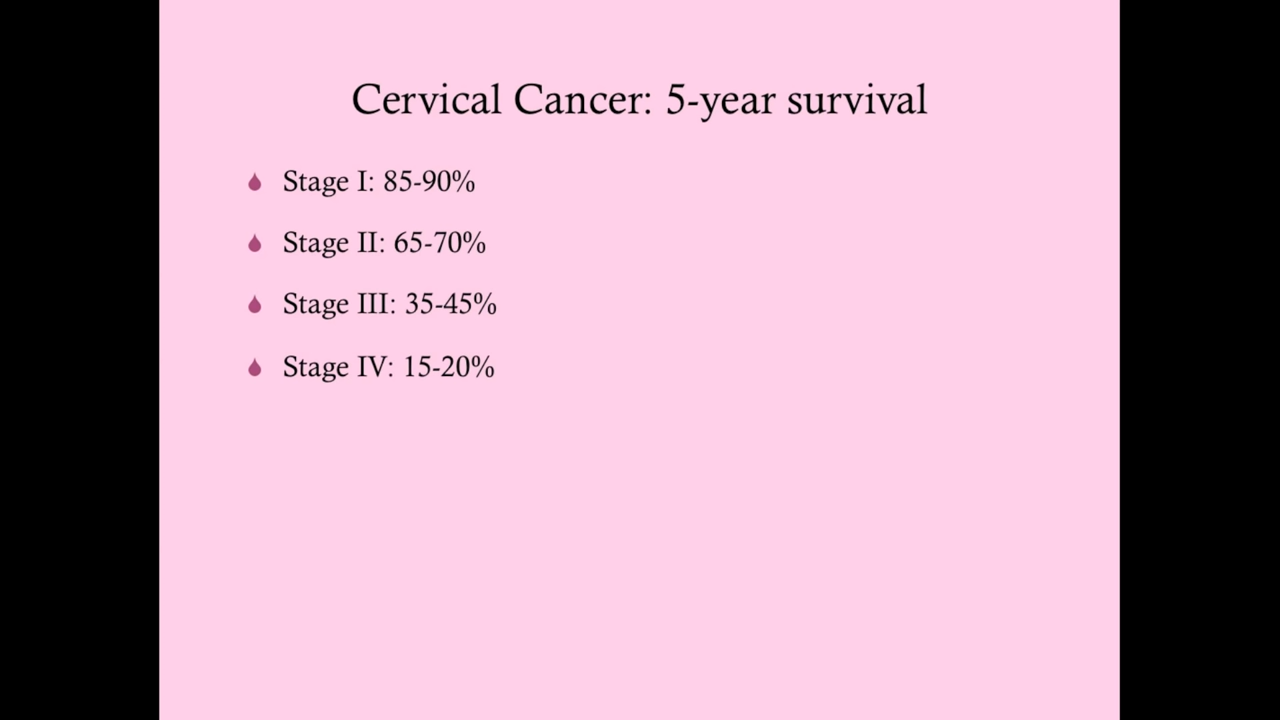 Cervical Cancer: 5-year survival
Stage I: 85-90%
Stage II: 65-70%
Stage III: 35-45%
Stage IV: 15-20%